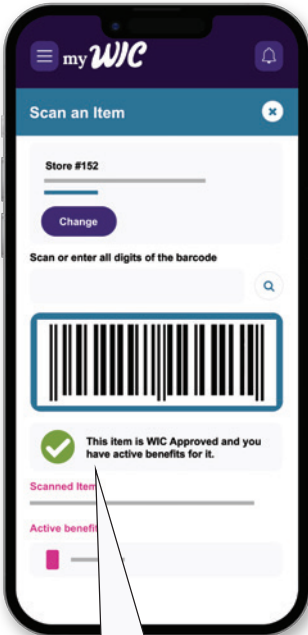 my WIC
Scan an Item
Store #152
Change
Scan or enter all digits of the barcode
This item is WIC Approved and you
have active benefits for it.
Scanned Item
Active benefit